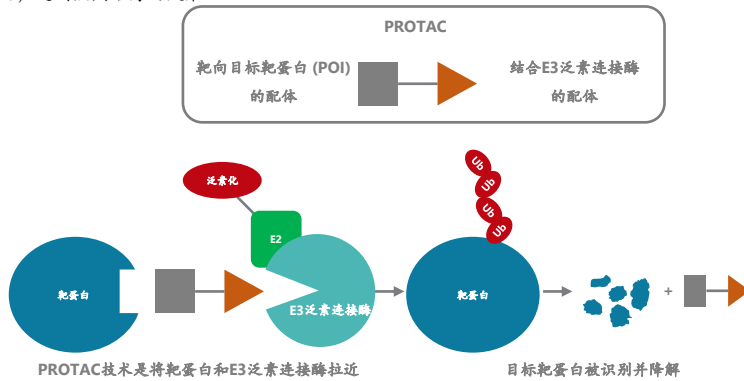 PROTAC
靶向目标靶蛋白 (POI)
的配体
结合E3泛素连接酶
的配体
泛素化
E2
Ub
Ub
Ub
Ub
靶蛋白
E3泛素连接酶
靶蛋白
+
PROTAC技术是将靶蛋白和E3泛素连接酶拉近
目标靶蛋白被识别并降解